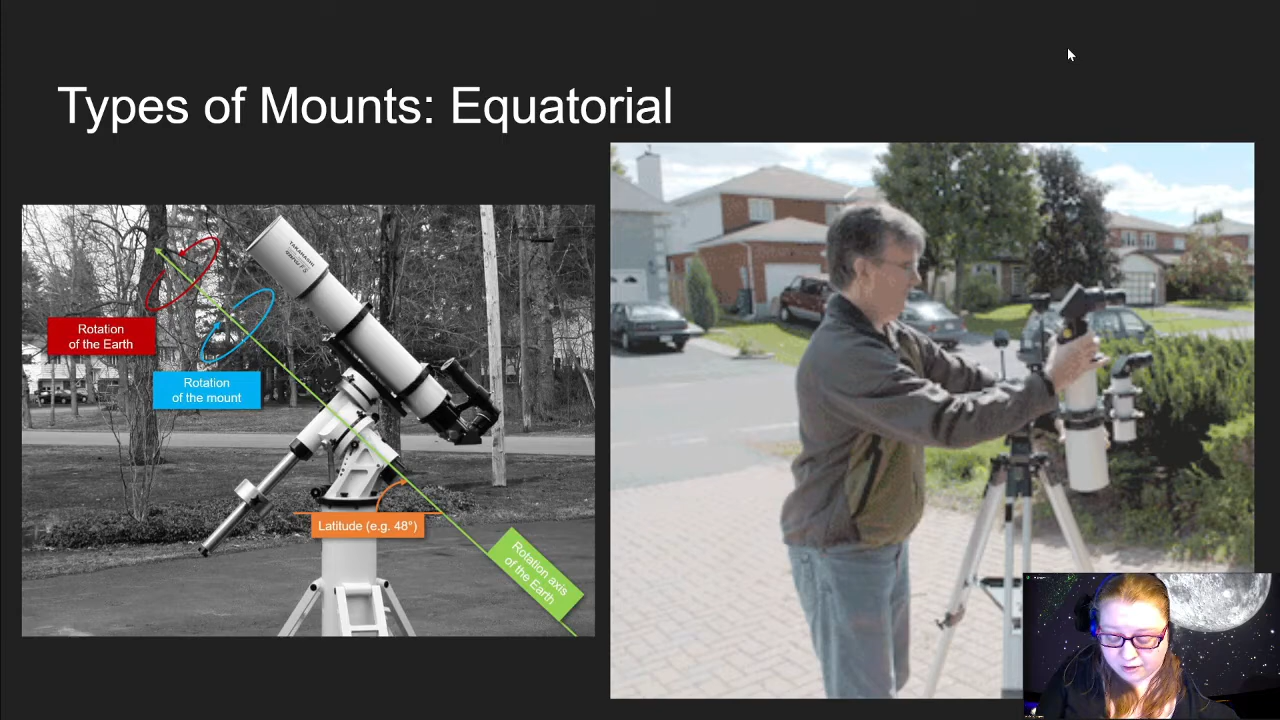 Types of Mounts: Equatorial
TAKAHASHI
Rotation
of the Earth
Rotation
of the mount
Latitude (e.g. 48°)
Rotation axis
of the Earth